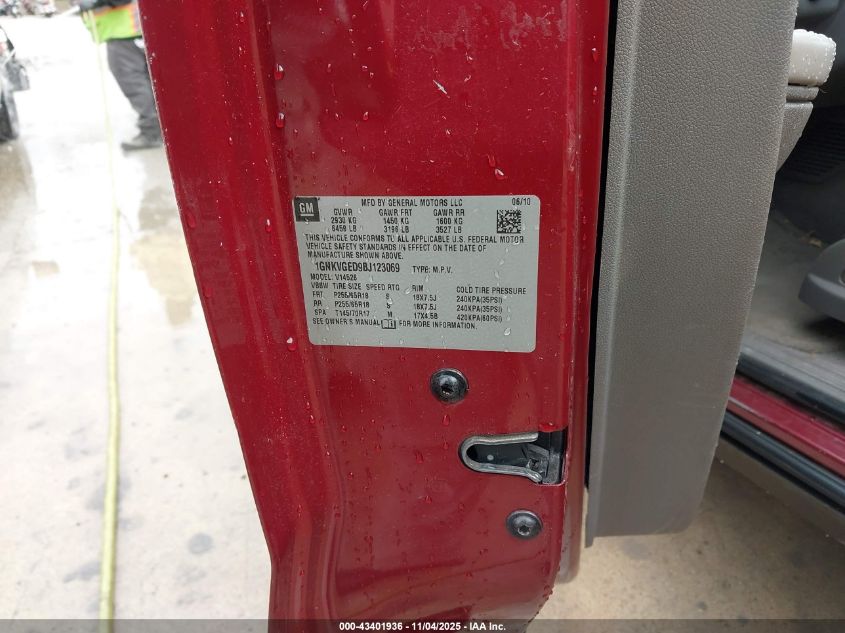 GM MFD BY GENERAL MOTORS LLC 06/10
GVWR GAWR FRT GAWR RR
2930 KG 1450 KG 1600 KG
6459 LB 3196 LB 3527 LB
THIS VEHICLE CONFORMS TO ALL APPLICABLE U.S. FEDERAL MOTOR
VEHICLE SAFETY STANDARDS IN EFFECT ON THE DATE OF
MANUFACTURE SHOWN ABOVE.
1GNKVGED9BJ123069 TYPE: M.P.V.
MODEL: V14526
VBBW TIRE SIZE SPEED RTG RIM COLD TIRE PRESSURE
FRT P255/65R18 S 18X7.5J 240KPA(35PSI)
RR P255/65R18 S 18X7.5J 240KPA(35PSI)
SPA T145/70R17 M 17X4.5B 420KPA(60PSI)
SEE OWNER'S MANUAL FOR MORE INFORMATION.
000-43401936 - 11/04/2025 - IAA Inc.